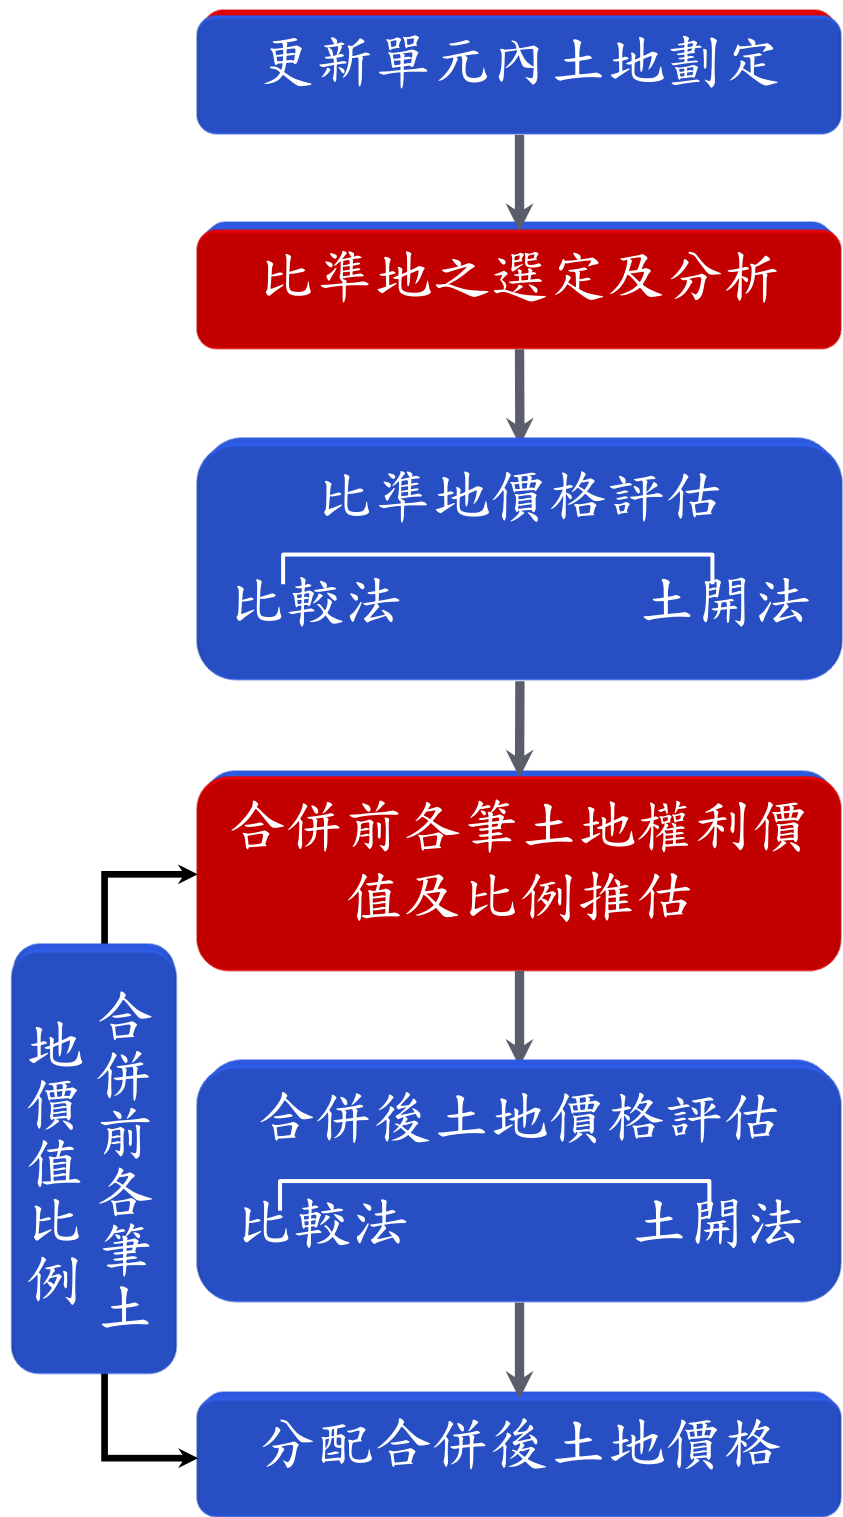 更新單元內土地劃定
比準地之選定及分析
比準地價格評估
比較法
土開法
合併前各筆土地權利價
值及比例推估
合併前各筆土
地價值比例
合併後土地價格評估
比較法
土開法
分配合併後土地價格